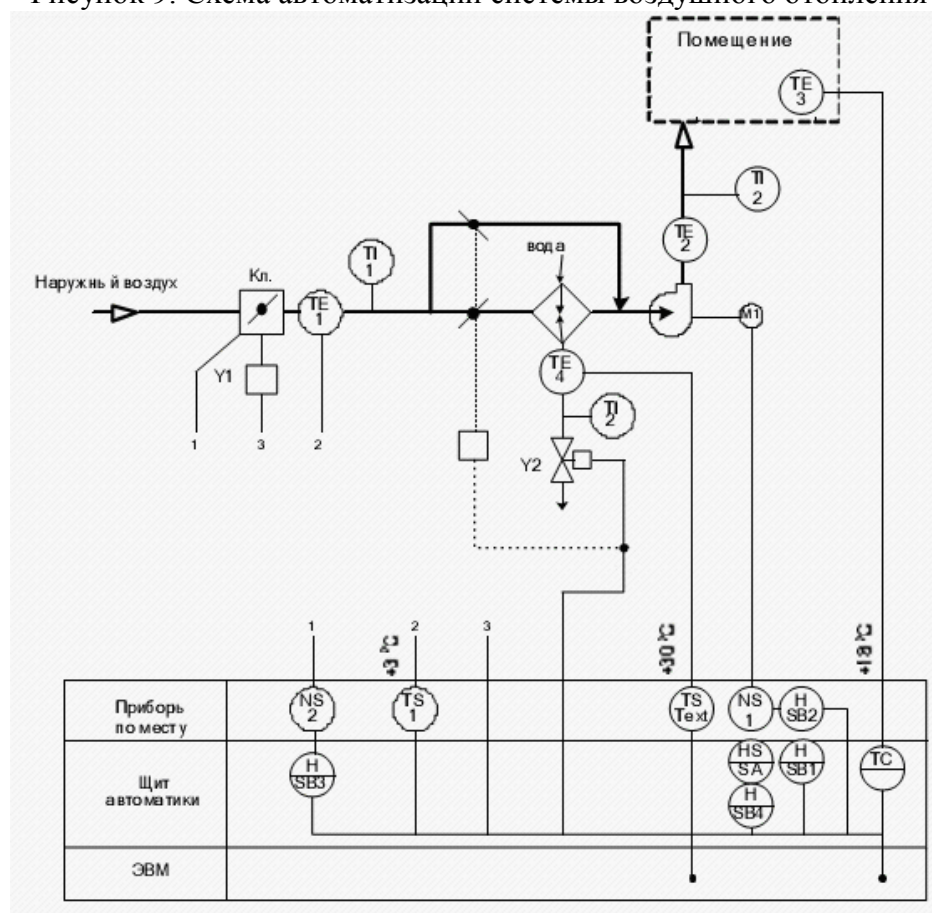 Рисунок 9. Схема автоматизации системы воздушного отопления
Помещение
TE
3
TI
2
TE
2
вода
TI
1
Кл.
Наружный воздух
TE
1
M1
TE
4
Y1
TI
2
Y2
1
3
2
1
2
3
+3 °C
+30 °C
+18 °C
Приборы
по месту
NS
2
TS
1
TS
Text
NS
1
H
SB2
Щит
автоматики
H
SB3
HS
SA
H
SB1
TC
H
SB4
ЭВМ